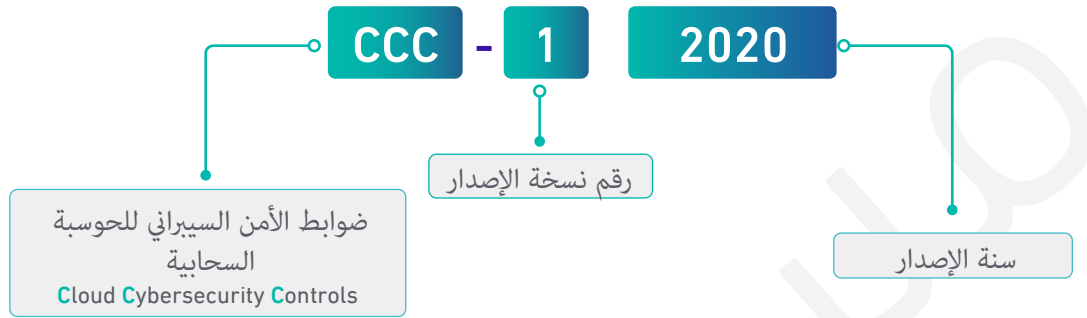 CCC - 1 2020
رقم نسخة الإصدار
ضوابط الأمن السيبراني للحوسبة
السحابية
Cloud Cybersecurity Controls
سنة الإصدار